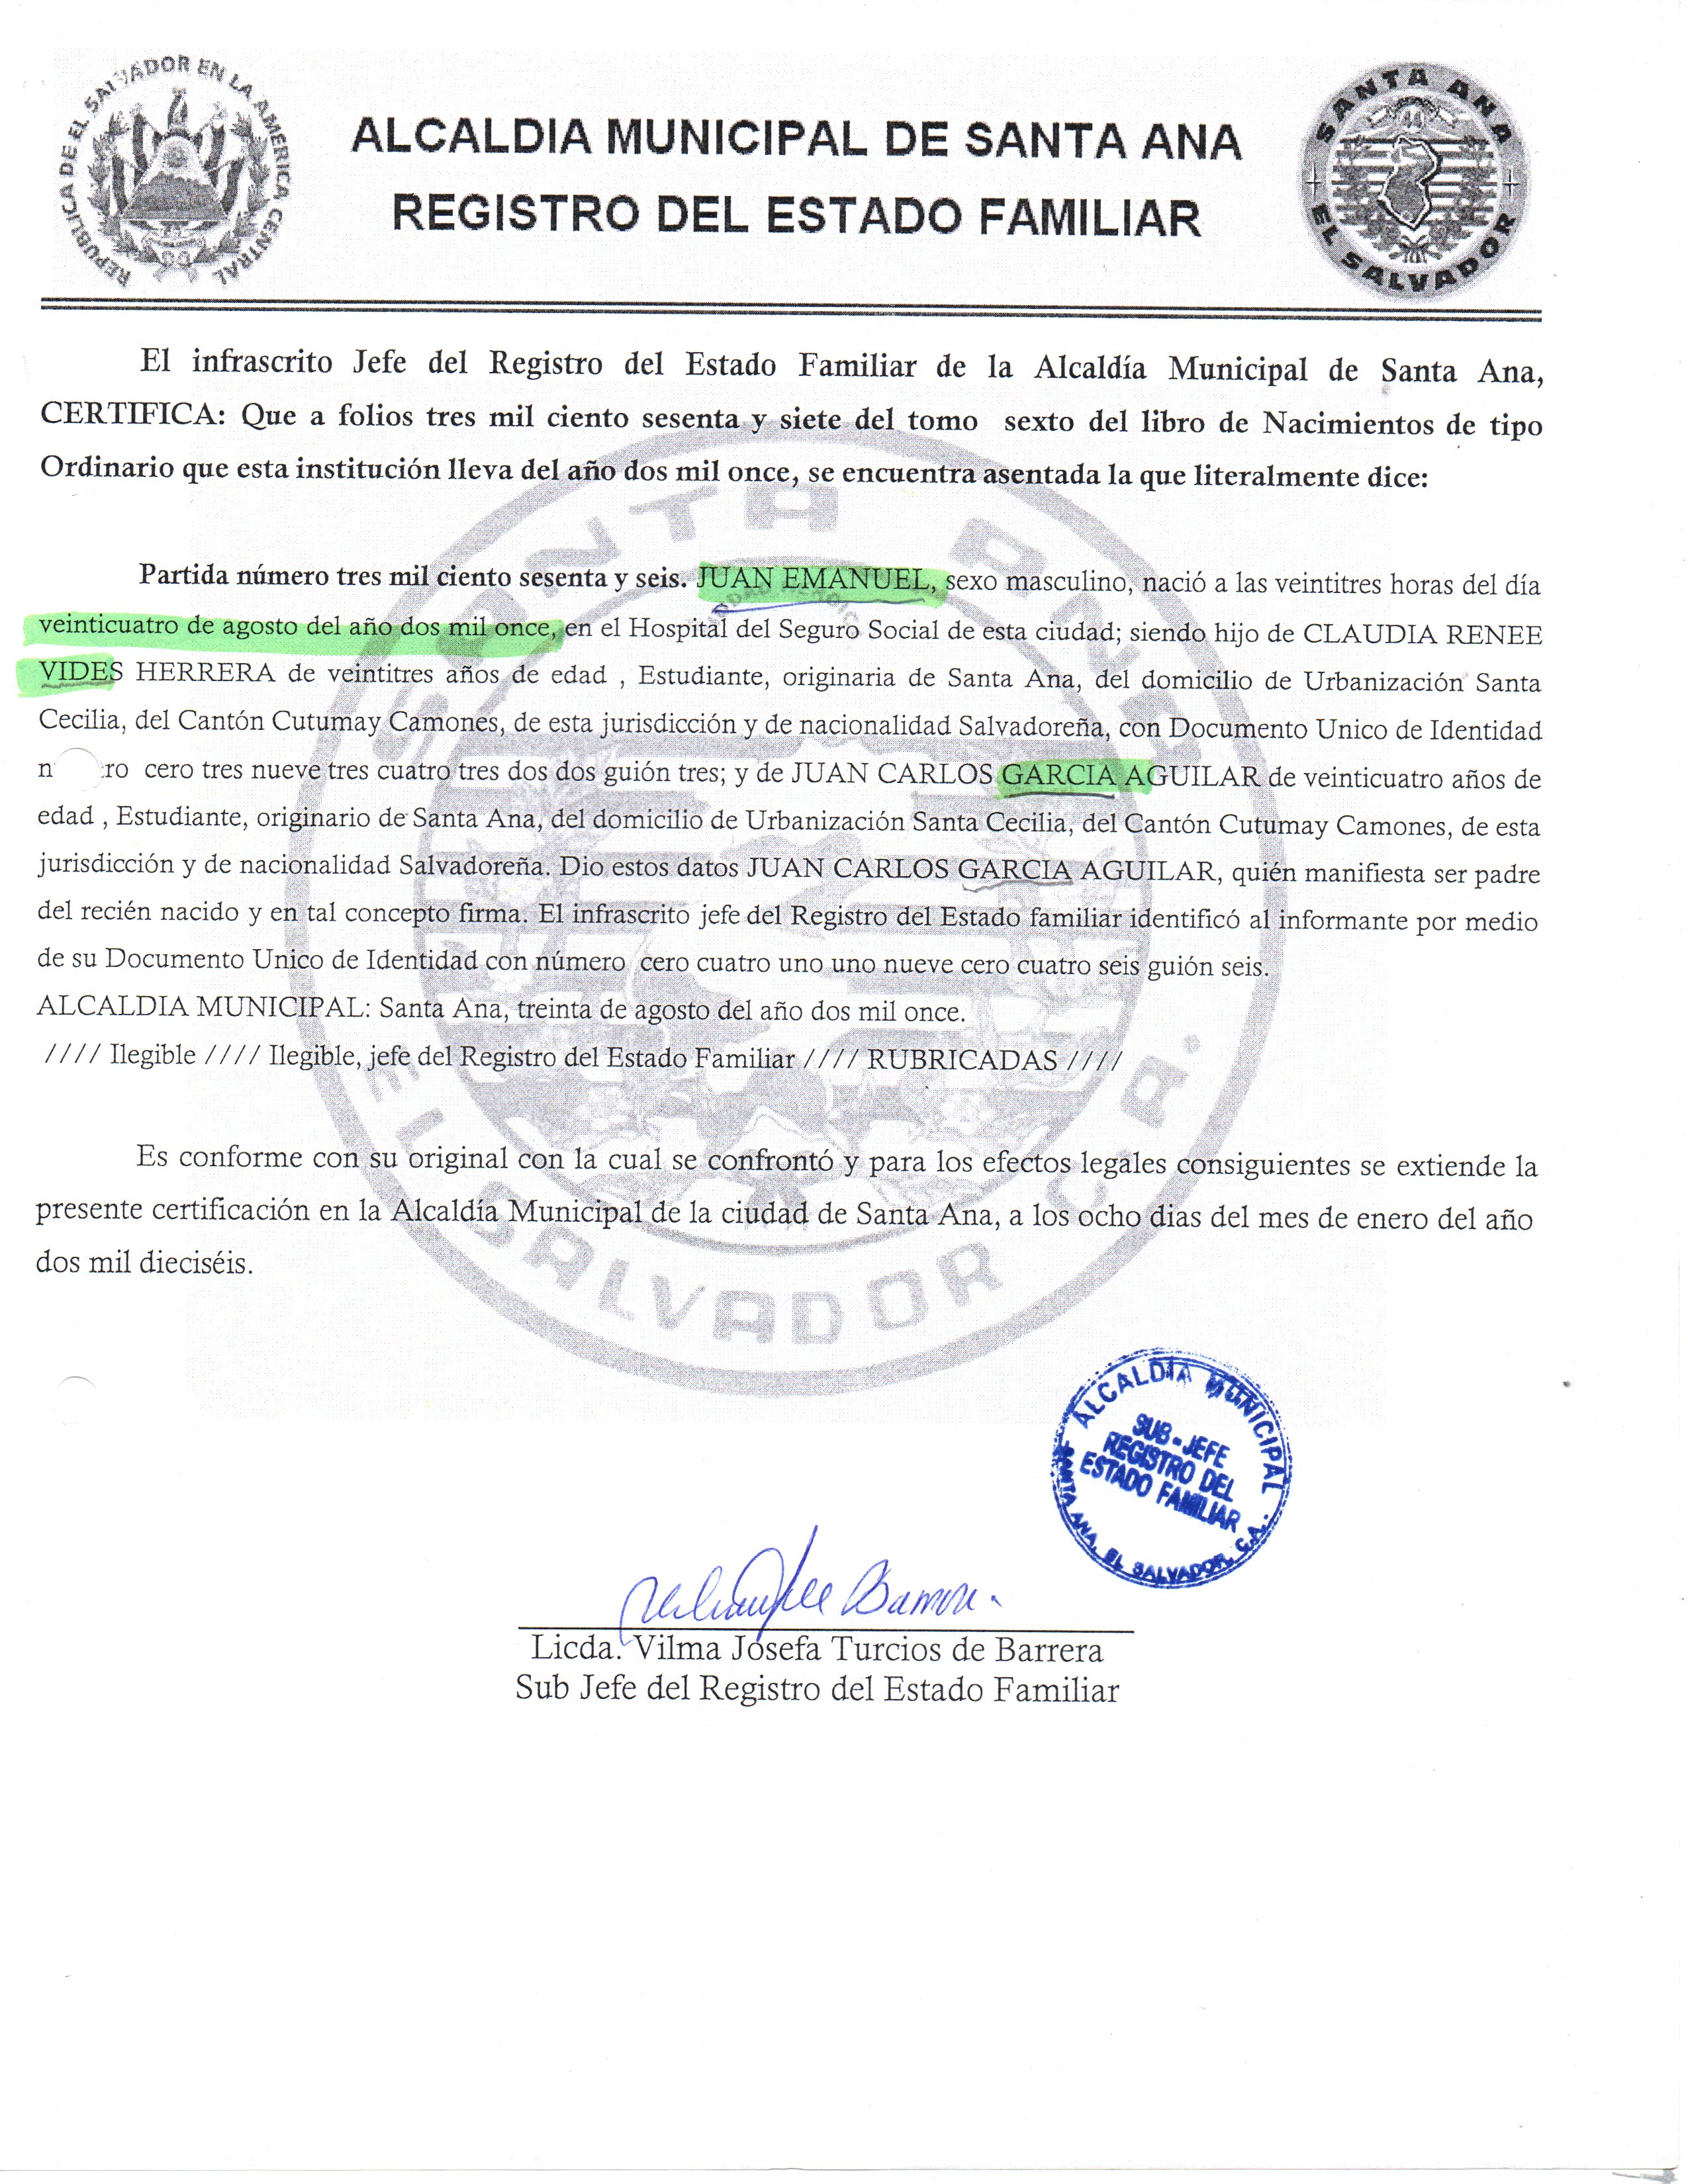 REPUBLICA DE EL SALVADOR EN LA AMERICA CENTRAL
ALCALDIA MUNICIPAL DE SANTA ANA
REGISTRO DEL ESTADO FAMILIAR
SANTA ANA
EL SALVADOR
El infrascrito Jefe del Registro del Estado Familiar de la Alcaldía Municipal de Santa Ana,
CERTIFICA: Que a folios tres mil ciento sesenta y siete del tomo sexto del libro de Nacimientos de tipo
Ordinario que esta institución lleva del año dos mil once, se encuentra asentada la que literalmente dice:
Partida número tres mil ciento sesenta y seis. JUAN EMANUEL, sexo masculino, nació a las veintitres horas del día
veinticuatro de agosto del año dos mil once, en el Hospital del Seguro Social de esta ciudad; siendo hijo de CLAUDIA RENEE
VIDES HERRERA de veintitres años de edad , Estudiante, originaria de Santa Ana, del domicilio de Urbanización Santa
Cecilia, del Cantón Cutumay Camones, de esta jurisdicción y de nacionalidad Salvadoreña, con Documento Unico de Identidad
n ro cero tres nueve tres cuatro tres dos dos guión tres; y de JUAN CARLOS GARCIA AGUILAR de veinticuatro años de
edad , Estudiante, originario de Santa Ana, del domicilio de Urbanización Santa Cecilia, del Cantón Cutumay Camones, de esta
jurisdicción y de nacionalidad Salvadoreña. Dio estos datos JUAN CARLOS GARCIA AGUILAR, quién manifiesta ser padre
del recién nacido y en tal concepto firma. El infrascrito jefe del Registro del Estado familiar identificó al informante por medio
de su Documento Unico de Identidad con número cero cuatro uno uno nueve cero cuatro seis guión seis.
ALCALDIA MUNICIPAL: Santa Ana, treinta de agosto del año dos mil once.
//// Ilegible //// Ilegible, jefe del Registro del Estado Familiar //// RUBRICADAS ////
Es conforme con su original con la cual se confrontó y para los efectos legales consiguientes se extiende la
presente certificación en la Alcaldía Municipal de la ciudad de Santa Ana, a los ocho dias del mes de enero del año
dos mil dieciséis.
SANTA ANA
EL SALVADOR C.A.
ALCALDÍA MUNICIPAL
SUB-JEFE
REGISTRO DEL
ESTADO FAMILIAR
SANTA ANA, EL SALVADOR, C.A.
Licda. Vilma Josefa Turcios de Barrera
Sub Jefe del Registro del Estado Familiar